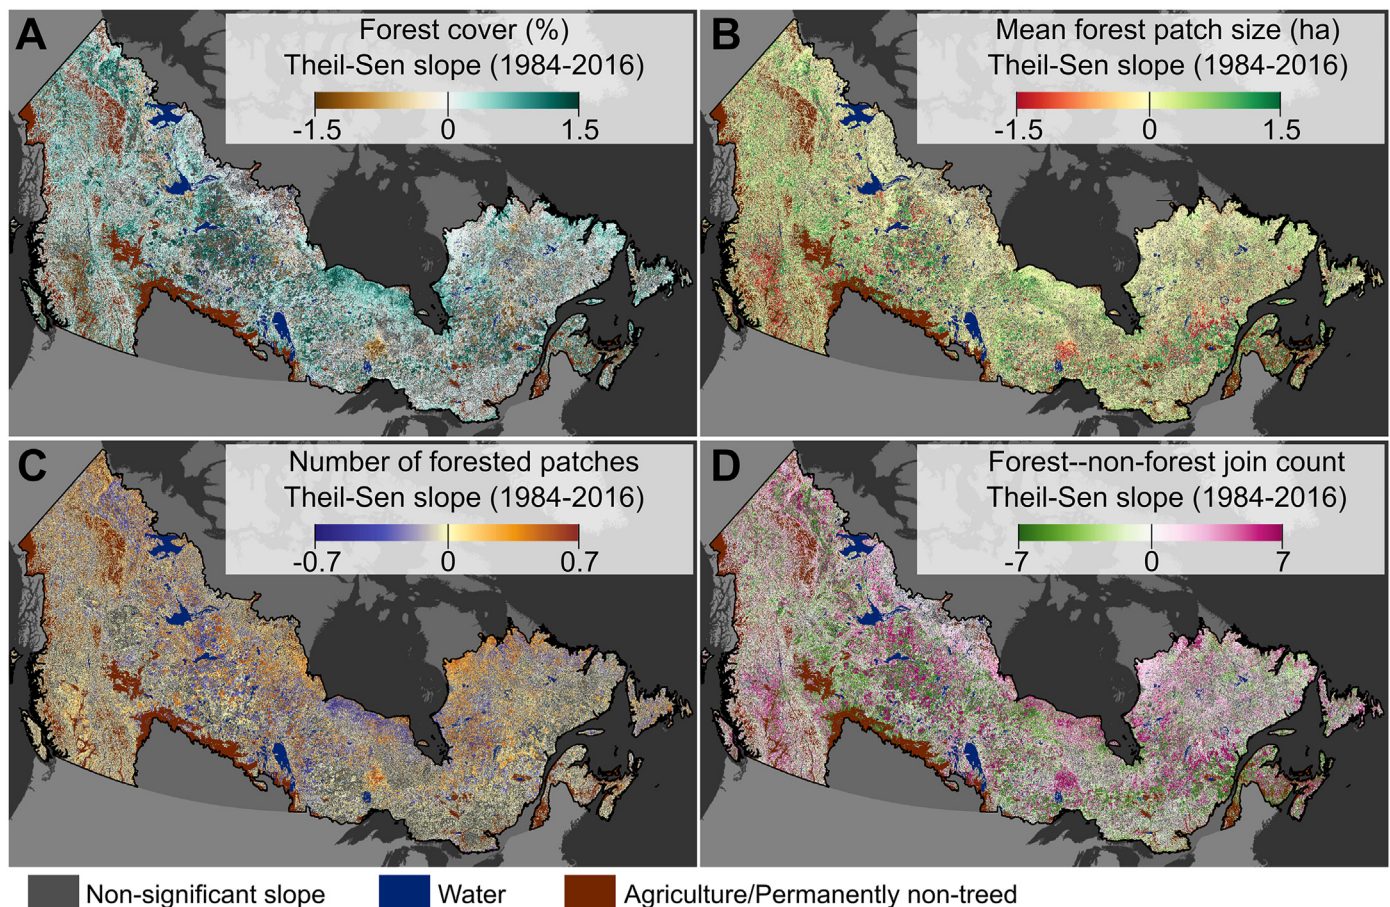 A
Forest cover (%)
Theil-Sen slope (1984-2016)
-1.5 0 1.5
B
Mean forest patch size (ha)
Theil-Sen slope (1984-2016)
-1.5 0 1.5
C
Number of forested patches
Theil-Sen slope (1984-2016)
-0.7 0 0.7
D
Forest--non-forest join count
Theil-Sen slope (1984-2016)
-7 0 7
Non-significant slope Water Agriculture/Permanently non-treed